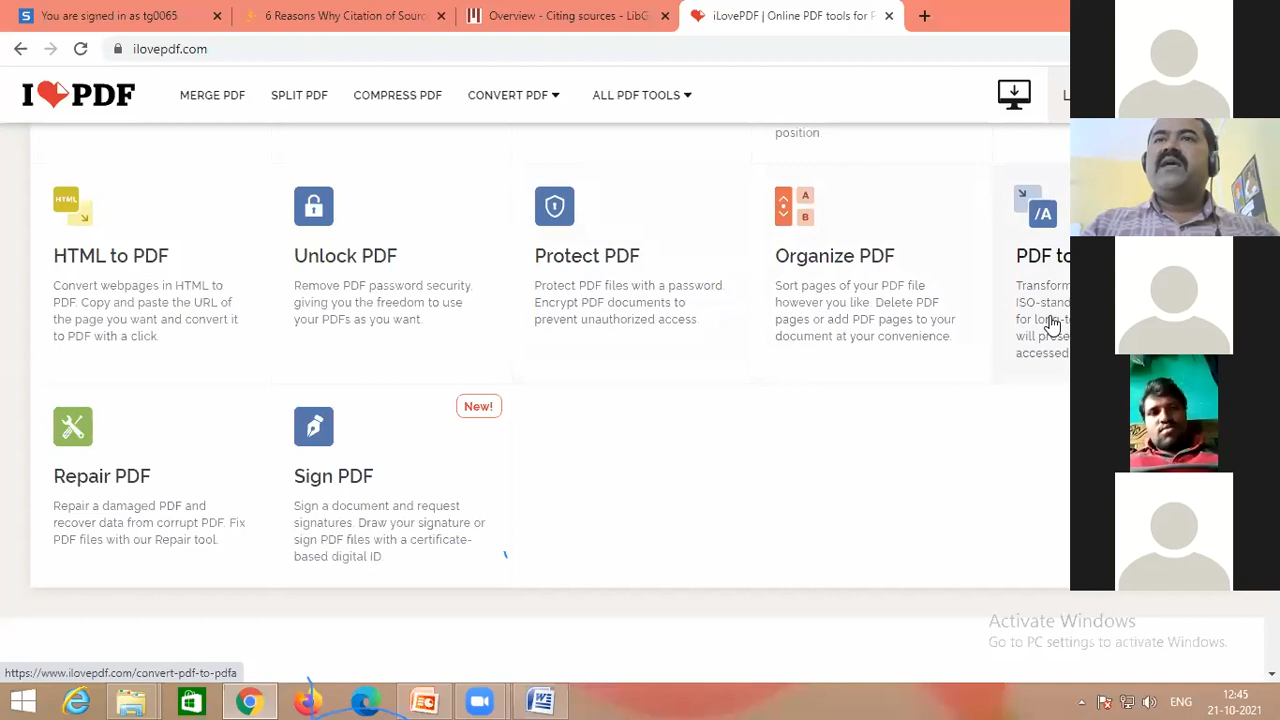 You are signed as tg0065
6 Reasons Why Citation of Sourc
Overview - Citing sources - LibG
iLovePDF | Online PDF tools for P
ilovepdf.com
I PDF
MERGE PDF
SPLIT PDF
COMPRESS PDF
CONVERT PDF
ALL PDF TOOLS
L
position.
HTML
A
B
/A
HTML to PDF
Unlock PDF
Protect PDF
Organize PDF
PDF to
Convert webpages in HTML to
PDF. Copy and paste the URL of
the page you want and convert it
to PDF with a click.
Remove PDF password security,
giving you the freedom to use
your PDFs as you want.
Protect PDF files with a password.
Encrypt PDF documents to
prevent unauthorized access.
Sort pages of your PDF file
however you like. Delete PDF
pages or add PDF pages to your
document at your convenience.
Transform
ISO-stand
for long-t
will prese
accessed
New!
Repair PDF
Sign PDF
Repair a damaged PDF and
recover data from corrupt PDF. Fix
PDF files with our Repair tool.
Sign a document and request
signatures. Draw your signature or
sign PDF files with a certificate-
based digital ID.
Activate Windows
Go to PC settings to activate Windows.
https://www.ilovepdf.com/convert-pdf-to-pdfa
ENG
12:45
21-10-2021